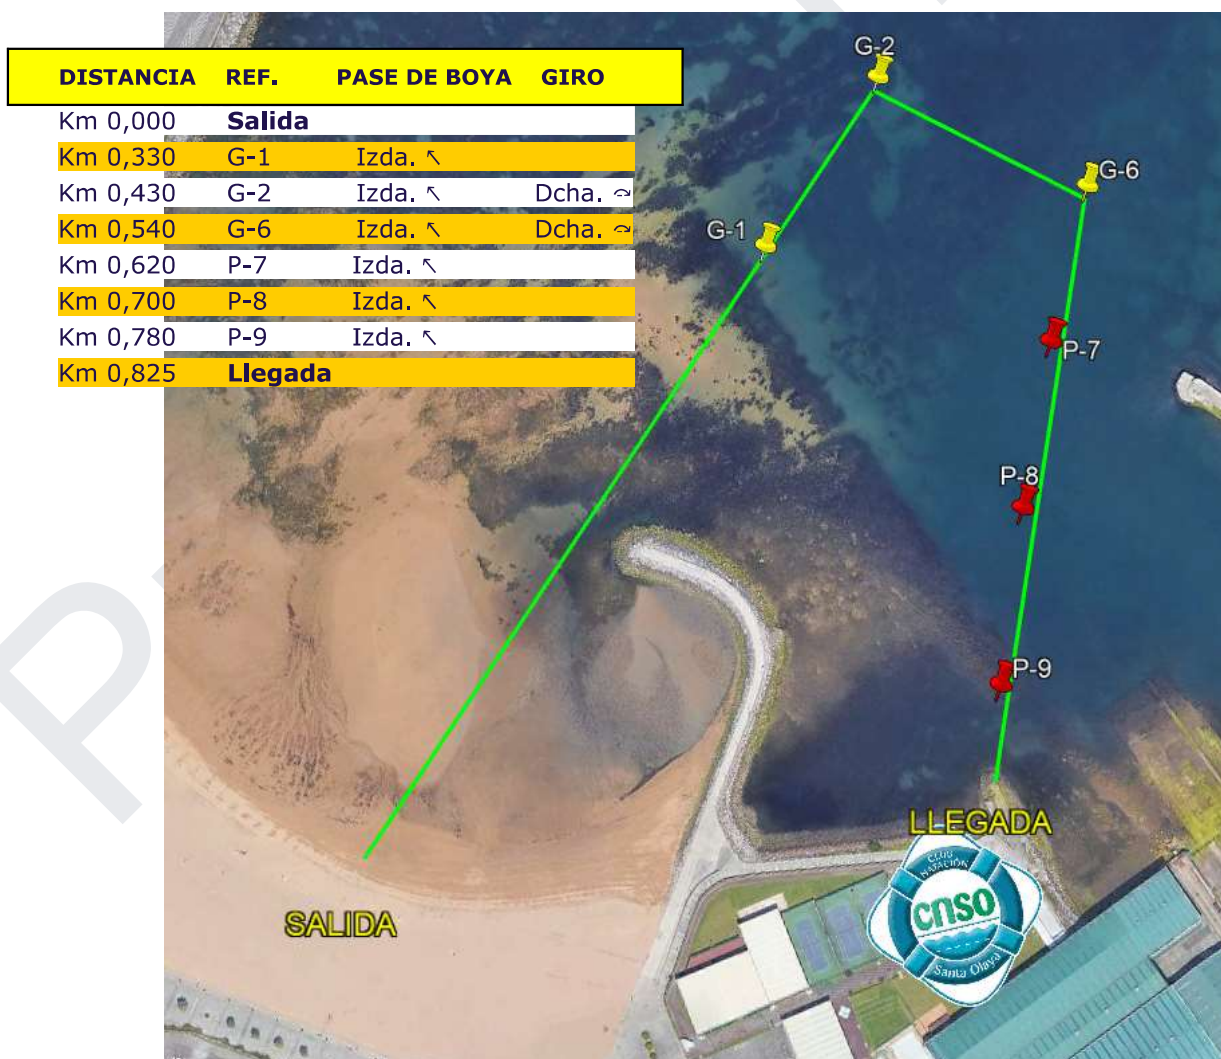 DISTANCIA REF. PASE DE BOYA GIRO
Km 0,000 Salida
Km 0,330 G-1 Izda. ↖
Km 0,430 G-2 Izda. ↖ Dcha. ↷
Km 0,540 G-6 Izda. ↖ Dcha. ↷
Km 0,620 P-7 Izda. ↖
Km 0,700 P-8 Izda. ↖
Km 0,780 P-9 Izda. ↖
Km 0,825 Llegada
G-2
G-6
G-1
P-7
P-8
P-9
LLEGADA
SALIDA
CLUB
NATACIÓN
cnso
Santa Olaya